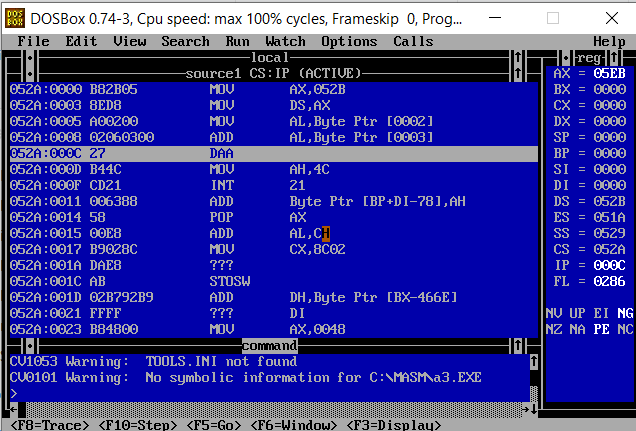 DOSBox 0.74-3, Cpu speed: max 100% cycles, Frameskip 0, Prog...
File Edit View Search Run Watch Options Calls Help
local
source1 CS:IP (ACTIVE)
052A:0000 B82B05 MOV AX,052B
052A:0003 8ED8 MOV DS,AX
052A:0005 A00200 MOV AL,Byte Ptr [0002]
052A:0008 02060300 ADD AL,Byte Ptr [0003]
052A:000C 27 DAA
052A:000D B44C MOV AH,4C
052A:000F CD21 INT 21
052A:0011 006388 ADD Byte Ptr [BP+DI-78],AH
052A:0014 58 POP AX
052A:0015 00E8 ADD AL,CH
052A:0017 B9028C MOV CX,8C02
052A:001A DAE8 ???
052A:001C AB STOSW
052A:001D 02B792B9 ADD DH,Byte Ptr [BX-466E]
052A:0021 FFFF ??? DI
052A:0023 B84800 MOV AX,0048
reg
AX = 05EB
BX = 0000
CX = 0000
DX = 0000
SP = 0000
BP = 0000
SI = 0000
DI = 0000
DS = 052B
ES = 051A
SS = 0529
CS = 052A
IP = 000C
FL = 0286
NV UP EI NG
NZ NA PE NC
command
CV1053 Warning: TOOLS.INI not found
CV0101 Warning: No symbolic information for C:\MASM\a3.EXE
>
<F8=Trace> <F10=Step> <F5=Go> <F6=Window> <F3=Display>